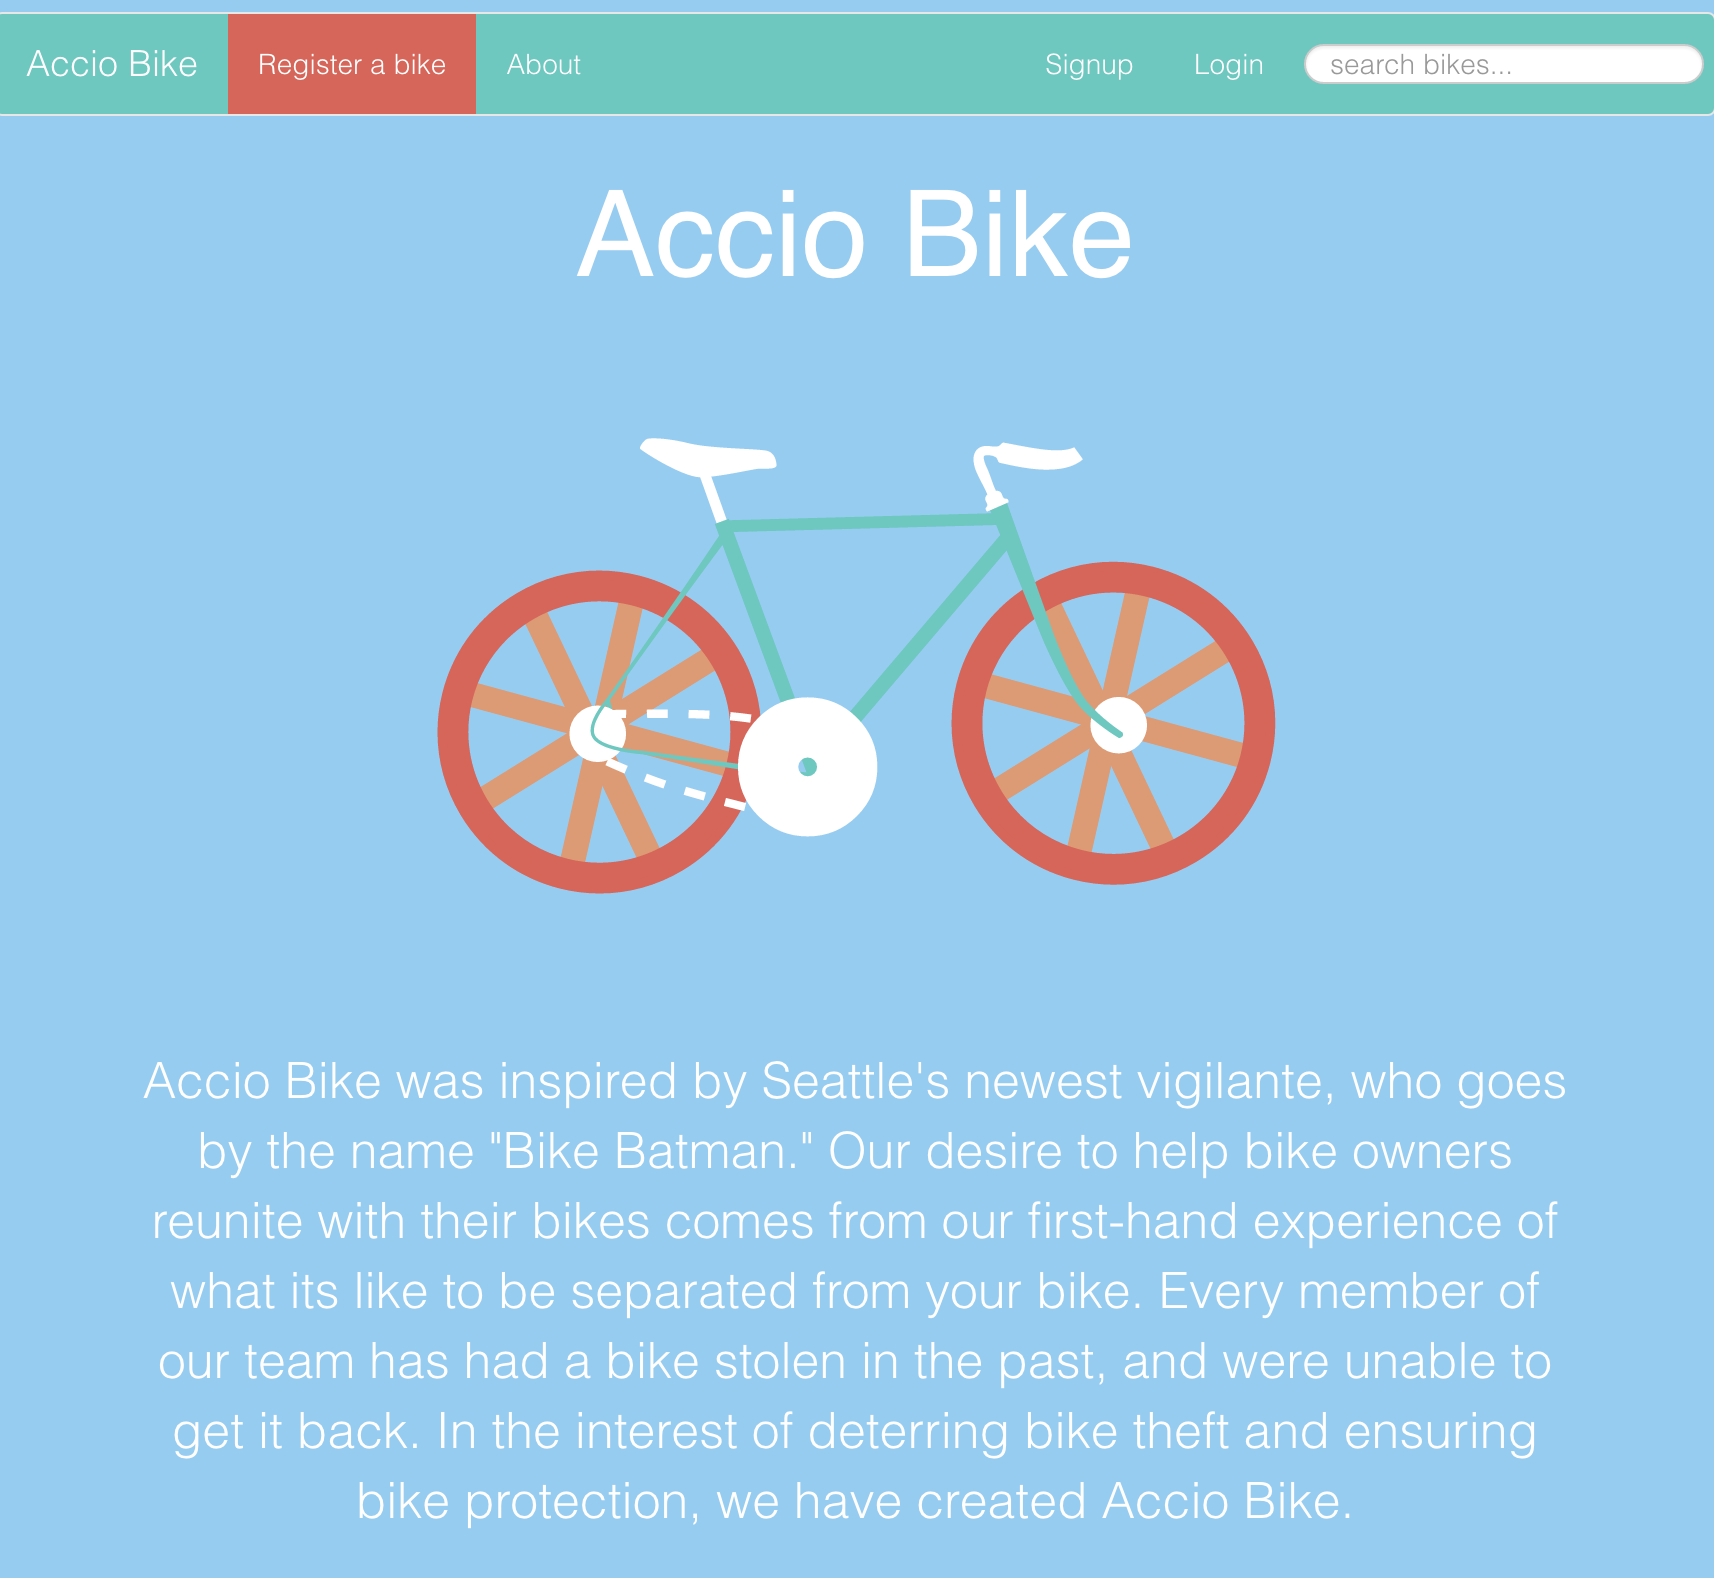 Accio Bike Register a bike About Signup Login search bikes...
Accio Bike
Accio Bike was inspired by Seattle's newest vigilante, who goes
by the name "Bike Batman." Our desire to help bike owners
reunite with their bikes comes from our first-hand experience of
what its like to be separated from your bike. Every member of
our team has had a bike stolen in the past, and were unable to
get it back. In the interest of deterring bike theft and ensuring
bike protection, we have created Accio Bike.